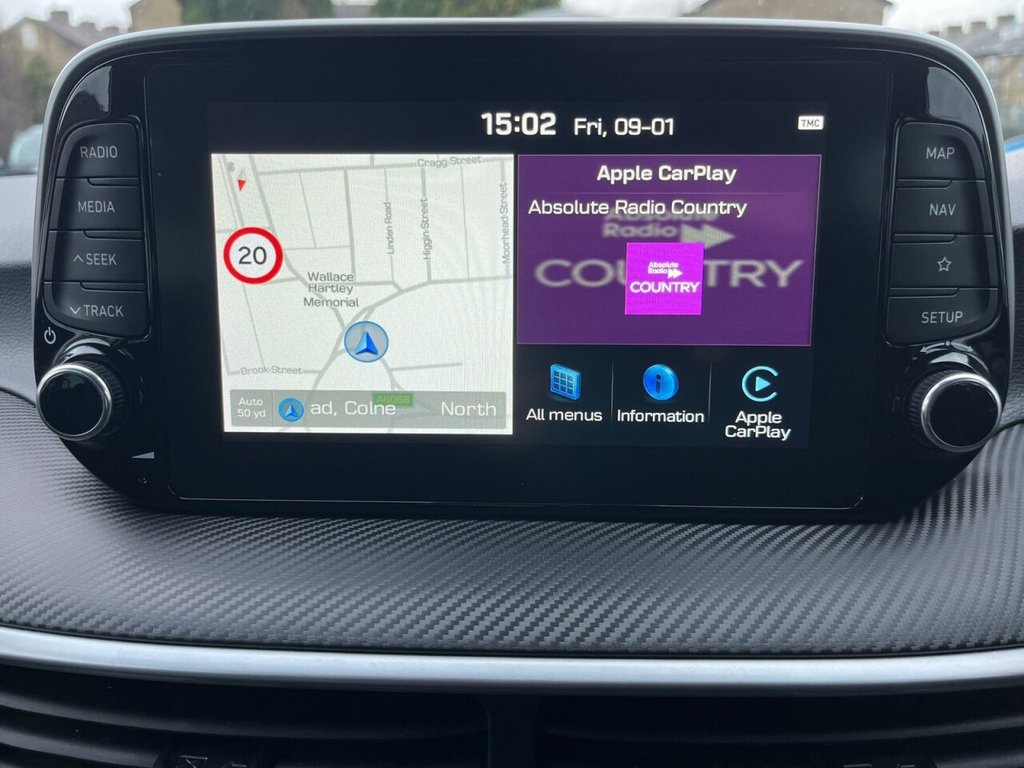 RADIO
MEDIA
SEEK
TRACK
15:02 Fri, 09-01
TMC
Cragg Street
Linden Road
Higgin Street
Moorhead Street
20
Wallace
Hartley
Memorial
Brook Street
A6068
Auto
50 yd
ad, Colne
North
Apple CarPlay
Absolute Radio Country
Absolute
Radio
COUNTRY
Absolute
Radio
COUNTRY
All menus
Information
Apple
CarPlay
MAP
NAV
SETUP